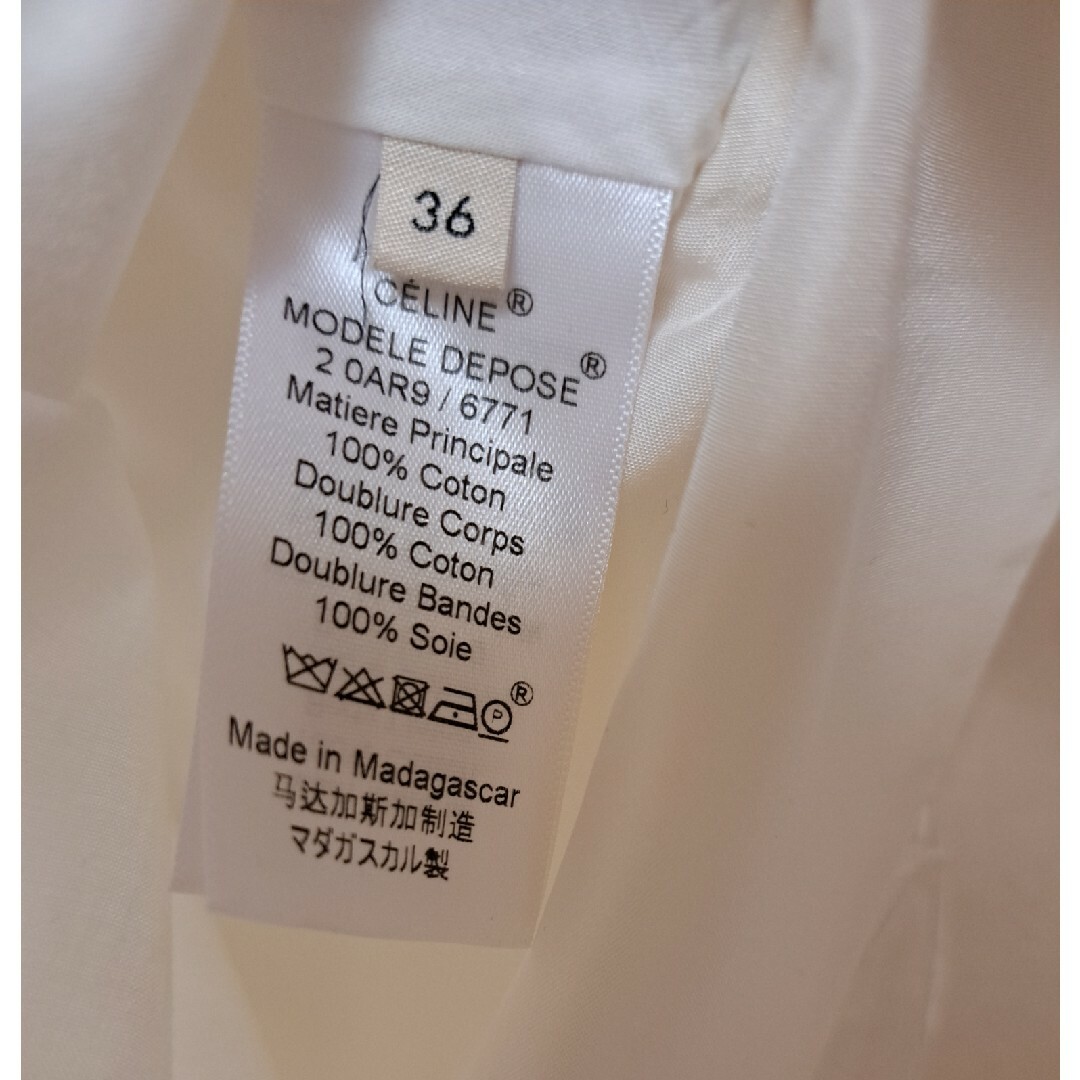 36
CÉLINE®
MODELE DEPOSE®
2 0AR9 / 6771
Matiere Principale
100% Coton
Doublure Corps
100% Coton
Doublure Bandes
100% Soie
P ®
Made in Madagascar
马达加斯加制造
マダガスカル製